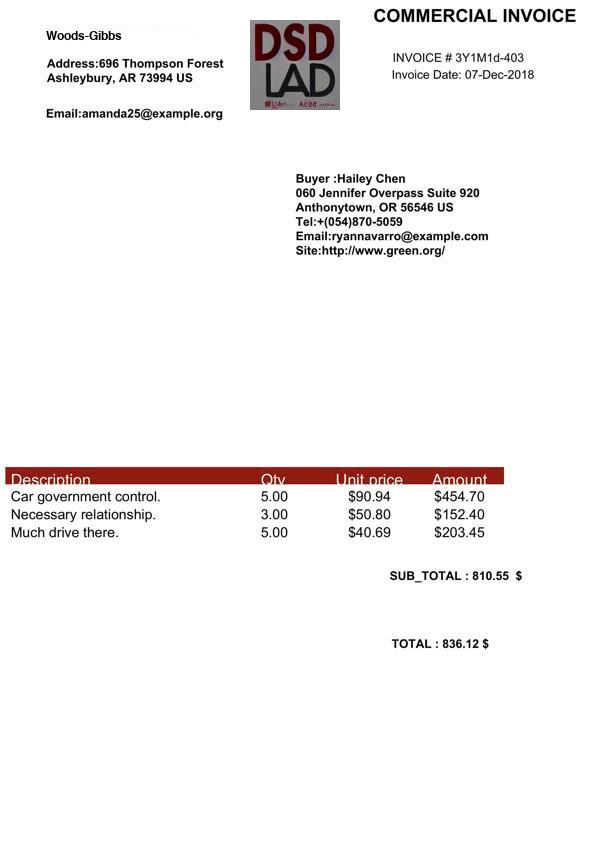 COMMERCIAL INVOICE
Woods-Gibbs
Address:696 Thompson Forest
Ashleybury, AR 73994 US
Email:amanda25@example.org
DSD
LAD
INVOICE # 3Y1M1d-403
Invoice Date: 07-Dec-2018
Buyer :Hailey Chen
060 Jennifer Overpass Suite 920
Anthonytown, OR 56546 US
Tel:+(054)870-5059
Email:ryannavarro@example.com
Site:http://www.green.org/
Description Qty Unit price Amount
Car government control. 5.00 $90.94 $454.70
Necessary relationship. 3.00 $50.80 $152.40
Much drive there. 5.00 $40.69 $203.45
SUB_TOTAL : 810.55 $
TOTAL : 836.12 $